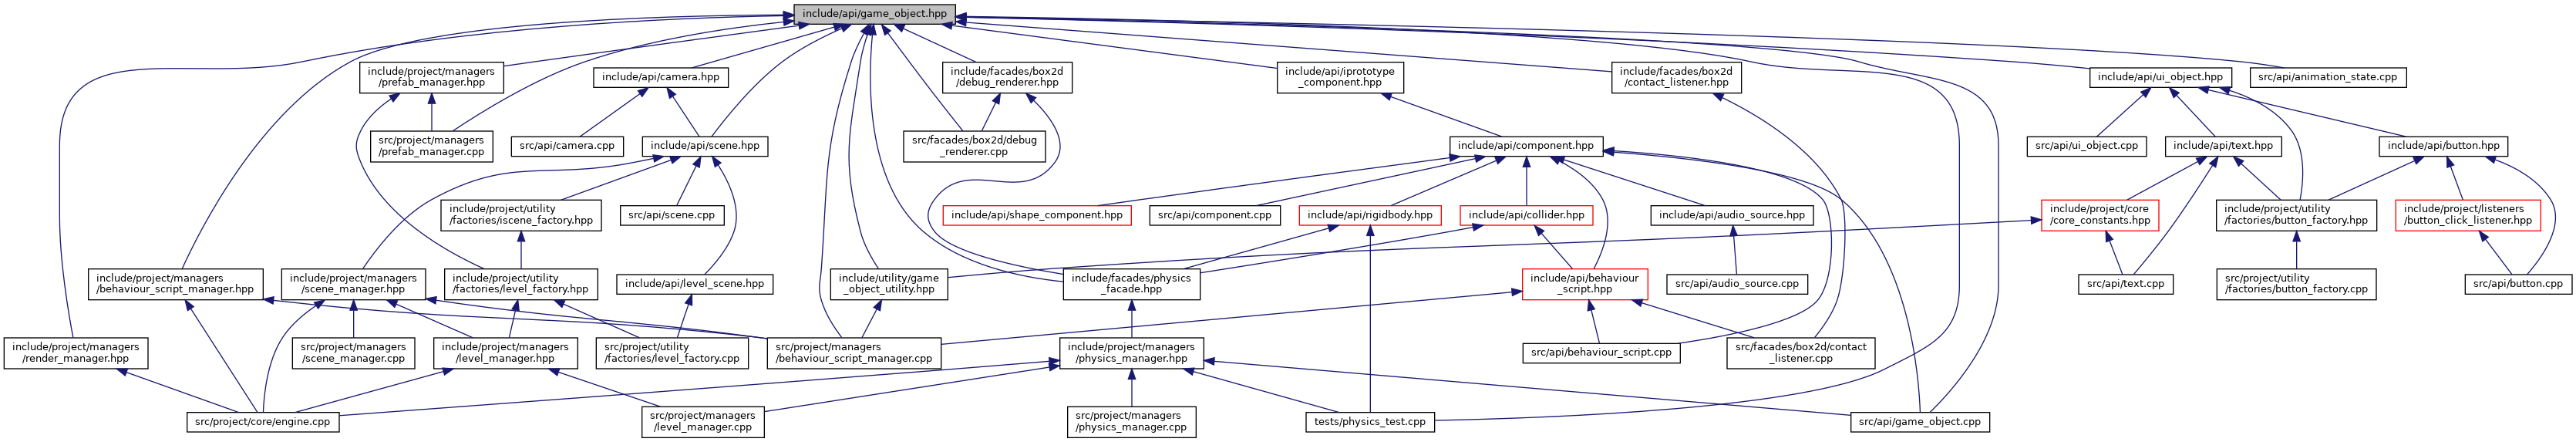 include/api/game_object.hpp
include/project/managers
/prefab_manager.hpp
include/api/camera.hpp
include/facades/box2d
/debug_renderer.hpp
include/api/iprototype
_component.hpp
include/facades/box2d
/contact_listener.hpp
include/api/ui_object.hpp
src/api/animation_state.cpp
src/project/managers
/prefab_manager.cpp
src/api/camera.cpp
include/api/scene.hpp
src/facades/box2d/debug
_renderer.cpp
include/api/component.hpp
src/api/ui_object.cpp
include/api/text.hpp
include/api/button.hpp
include/project/utility
/factories/iscene_factory.hpp
src/api/scene.cpp
include/api/shape_component.hpp
src/api/component.cpp
include/api/rigidbody.hpp
include/api/collider.hpp
include/api/audio_source.hpp
include/project/core
/core_constants.hpp
include/project/utility
/factories/button_factory.hpp
include/project/listeners
/button_click_listener.hpp
include/project/managers
/behaviour_script_manager.hpp
include/project/managers
/scene_manager.hpp
include/project/utility
/factories/level_factory.hpp
include/api/level_scene.hpp
include/utility/game
_object_utility.hpp
include/facades/physics
_facade.hpp
include/api/behaviour
_script.hpp
src/api/audio_source.cpp
src/api/text.cpp
src/project/utility
/factories/button_factory.cpp
src/api/button.cpp
include/project/managers
/render_manager.hpp
src/project/managers
/scene_manager.cpp
include/project/managers
/level_manager.hpp
src/project/utility
/factories/level_factory.cpp
src/project/managers
/behaviour_script_manager.cpp
include/project/managers
/physics_manager.hpp
src/api/behaviour_script.cpp
src/facades/box2d/contact
_listener.cpp
src/project/core/engine.cpp
src/project/managers
/level_manager.cpp
src/project/managers
/physics_manager.cpp
tests/physics_test.cpp
src/api/game_object.cpp